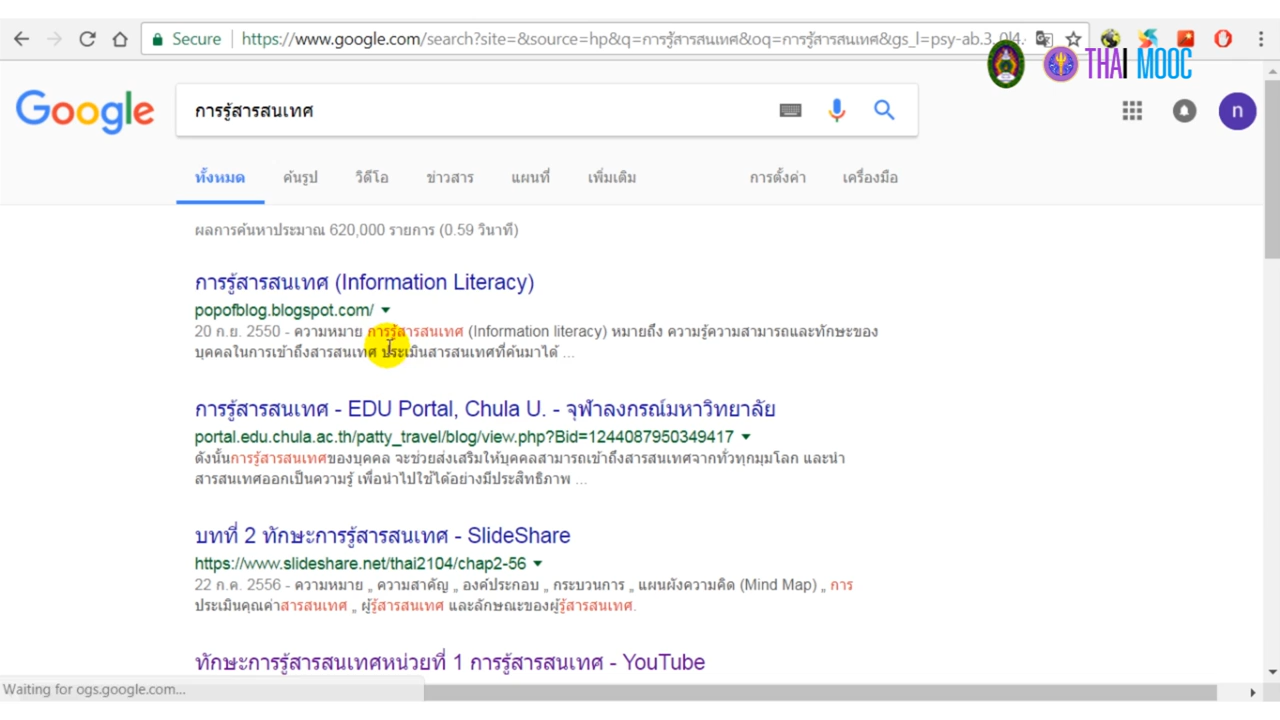 Secure https://www.google.com/search?site=&source=hp&q=การรู้สารสนเทศ&oq=การรู้สารสนเทศ&gs_l=psy-ab.3
THAI MOOC
Google การรู้สารสนเทศ n
ทั้งหมด ค้นรูป วิดีโอ ข่าวสาร แผนที่ เพิ่มเติม การตั้งค่า เครื่องมือ
ผลการค้นหาประมาณ 620,000 รายการ (0.59 วินาที)
การรู้สารสนเทศ (Information Literacy)
popofblog.blogspot.com/
20 ก.ย. 2550 - ความหมาย การรู้สารสนเทศ (Information literacy) หมายถึง ความรู้ความสามารถและทักษะของ
บุคคลในการเข้าถึงสารสนเทศ ประเมินสารสนเทศที่ค้นมาได้ ...
การรู้สารสนเทศ - EDU Portal, Chula U. - จุฬาลงกรณ์มหาวิทยาลัย
portal.edu.chula.ac.th/patty_travel/blog/view.php?Bid=1244087950349417
ดังนั้นการรู้สารสนเทศของบุคคล จะช่วยส่งเสริมให้บุคคลสามารถเข้าถึงสารสนเทศจากทั่วทุกมุมโลก และนำ
สารสนเทศออกเป็นความรู้ เพื่อนำไปใช้ได้อย่างมีประสิทธิภาพ ...
บทที่ 2 ทักษะการรู้สารสนเทศ - SlideShare
https://www.slideshare.net/thai2104/chap2-56
22 ก.ค. 2556 - ความหมาย „ ความสำคัญ „ องค์ประกอบ „ กระบวนการ „ แผนผังความคิด (Mind Map) „ การ
ประเมินคุณค่าสารสนเทศ „ ผู้รู้สารสนเทศ และลักษณะของผู้รู้สารสนเทศ.
ทักษะการรู้สารสนเทศหน่วยที่ 1 การรู้สารสนเทศ - YouTube
Waiting for ogs.google.com...